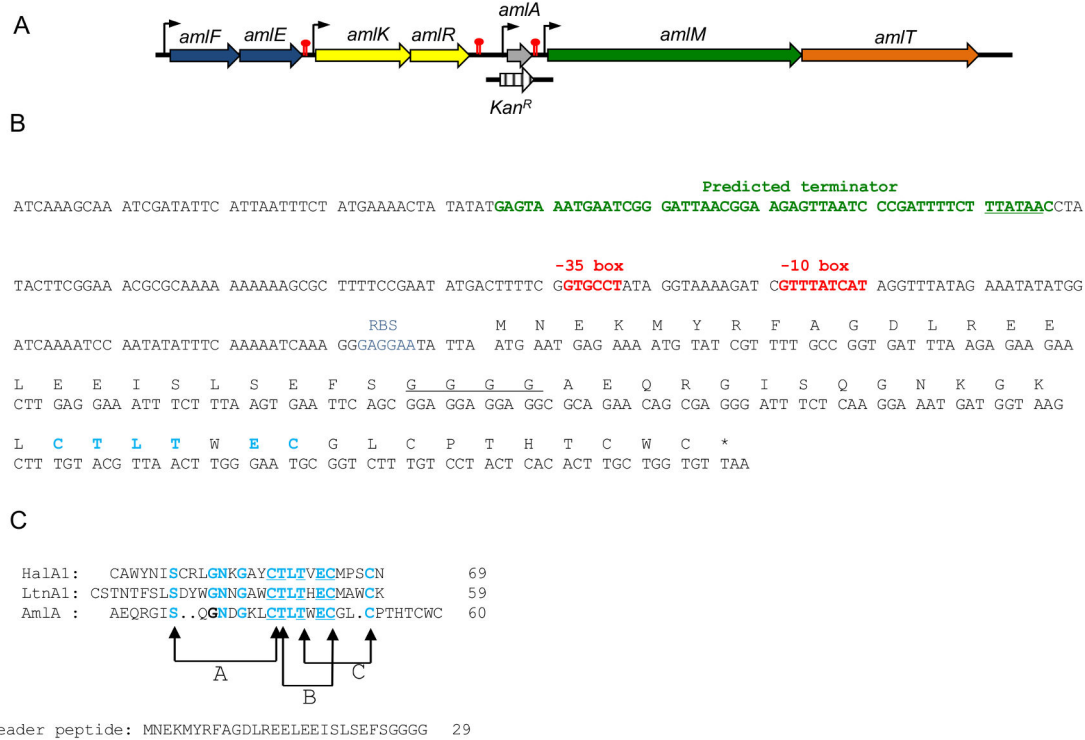 A
amlF amlE amlK amlR amlA amlM amlT
Kan^R
B
Predicted terminator
ATCAAAGCAA ATCGATATTC ATTAATTTCT ATGAAAACTA TATATGAGTA AATGAATCGG GATTAACGGA AGAGTTAATC CCGATTTTCT TTATAACCTA
-35 box -10 box
TACTTCGGAA ACGCGCAAAA AAAAAAGCGC TTTTCCGAAT ATGACTTTTC GGTGCCTATA GGTAAAAGAT CGTTTATCAT AGGTTTATAG AAATATATGG
RBS M N E K M Y R F A G D L R E E
ATCAAAATCC AATATATTTC AAAAATCAAA GGGAGGAATA TTA ATG AAT GAG AAA ATG TAT CGT TTT GCC GGT GAT TTA AGA GAA GAA
L E E I S L S E F S G G G G A E Q R G I S Q G N K G K
CTT GAG GAA ATT TCT TTA AGT GAA TTC AGC GGA GGA GGA GGC GCA GAA CAG CGA GGG ATT TCT CAA GGA AAT GAT GGT AAG
L C T L T W E C G L C P T H T C W C *
CTT TGT ACG TTA ACT TGG GAA TGC GGT CTT TGT CCT ACT CAC ACT TGC TGG TGT TAA
C
HalA1: CAWYNISCRLGNKGAYCTLTVECMPSCN 69
LtnA1: CSTNTFSLSDYWGNNGAWCTLTHECMAWCK 59
AmlA : AEQRGIS..QGNDGKLCTLTWECGL.CPTHTCWC 60
A B C
eader peptide: MNEKMYRFAGDLREELEEISLSEFSGGGG 29